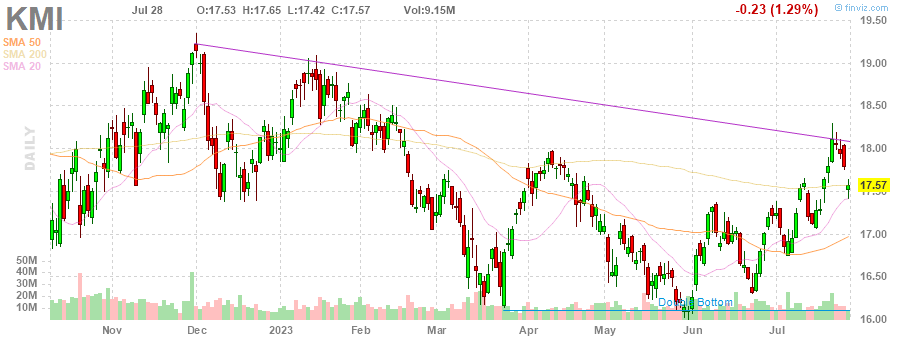 KMI
Jul 28 O:17.53 H:17.65 L:17.42 C:17.57 Vol:9.15M
-0.23 (1.29%)
© finviz.com
SMA 50
SMA 200
SMA 20
DAILY
19.50
19.00
18.50
18.00
17.57
17.50
17.00
16.50
16.00
50M
40M
30M
20M
10M
Double Bottom
Nov Dec 2023 Feb Mar Apr May Jun Jul